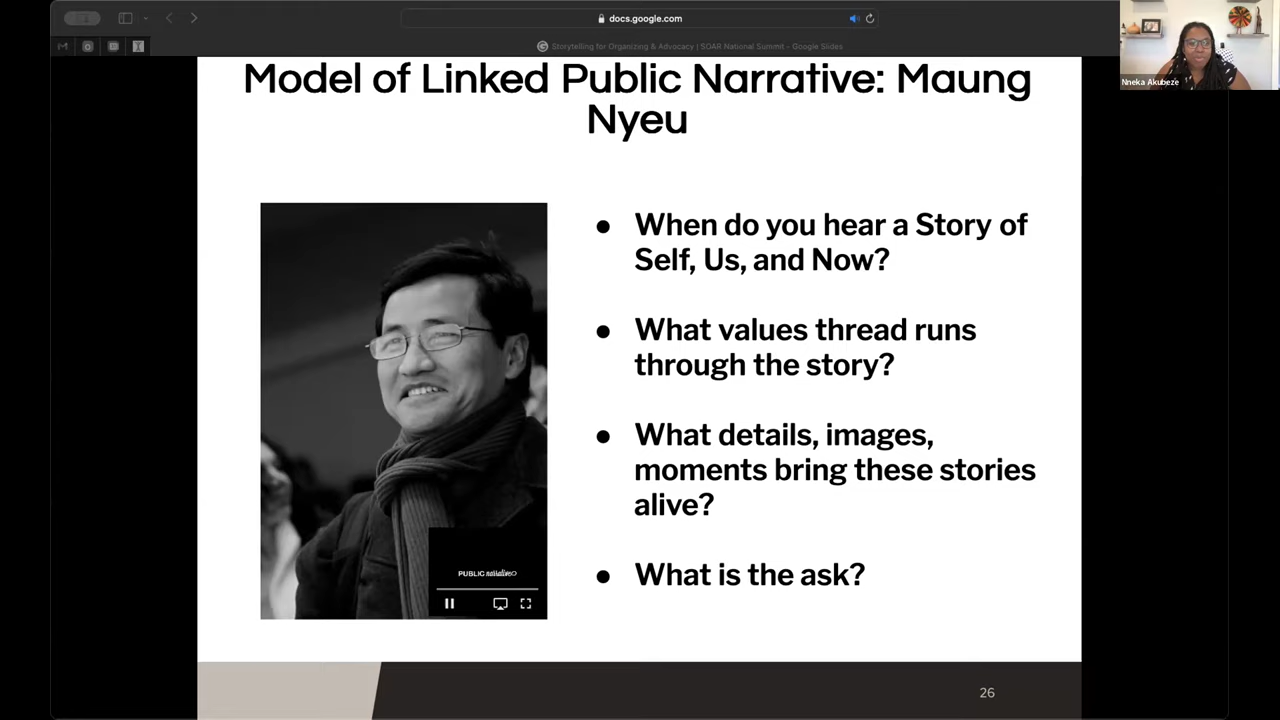 docs.google.com
Storytelling for Organizing & Advocacy | SOAR National Summit - Google Slides
Nneka Akubeze
Model of Linked Public Narrative: Maung
Nyeu
● When do you hear a Story of
Self, Us, and Now?
● What values thread runs
through the story?
● What details, images,
moments bring these stories
alive?
● What is the ask?
PUBLIC narrative
26